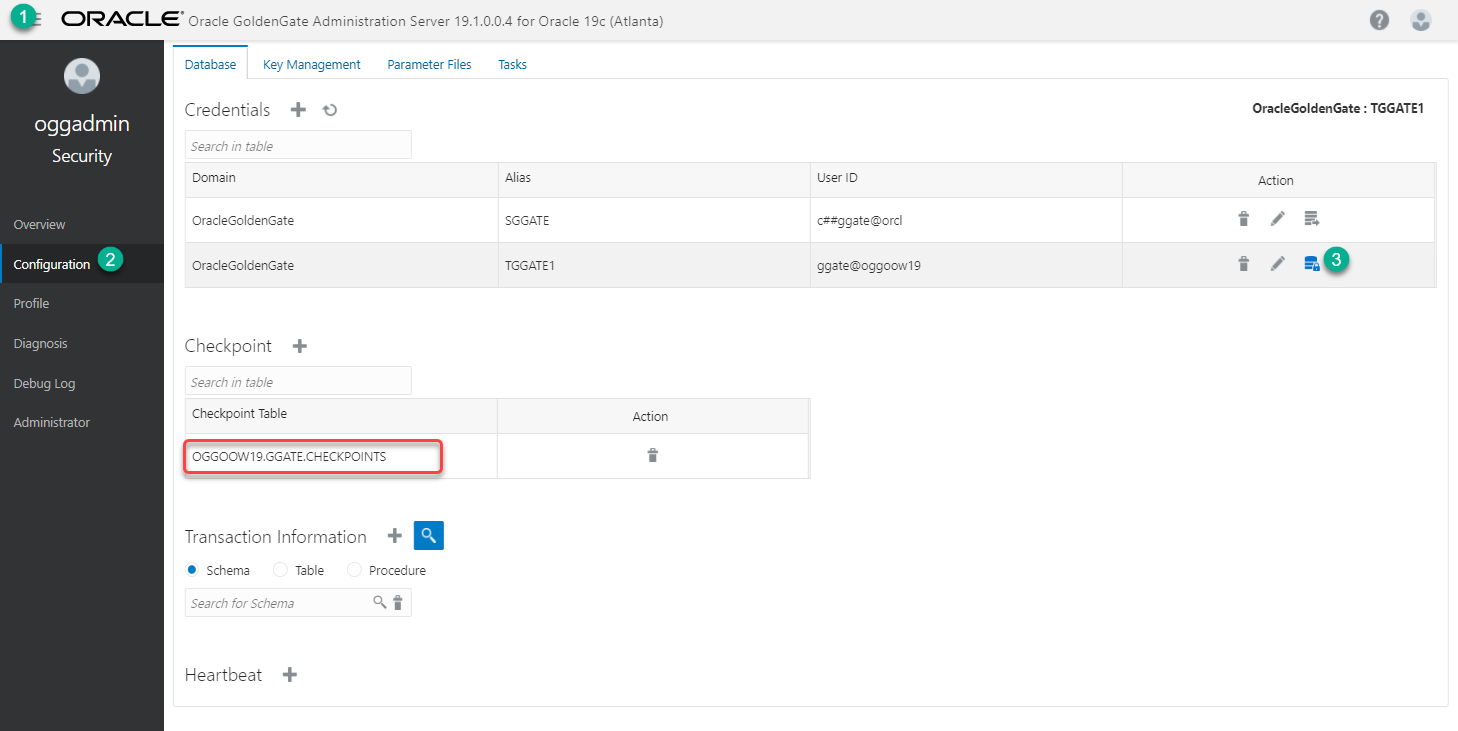 1 ORACLE® Oracle GoldenGate Administration Server 19.1.0.0.4 for Oracle 19c (Atlanta) ?
oggadmin
Security
Overview
Configuration 2
Profile
Diagnosis
Debug Log
Administrator
Database Key Management Parameter Files Tasks
Credentials OracleGoldenGate : TGGATE1
Search in table
Domain Alias User ID Action
OracleGoldenGate SGGATE c##ggate@orcl
OracleGoldenGate TGGATE1 ggate@oggoow19 3
Checkpoint
Search in table
Checkpoint Table Action
OGGOOW19.GGATE.CHECKPOINTS
Transaction Information
Schema Table Procedure
Search for Schema
Heartbeat